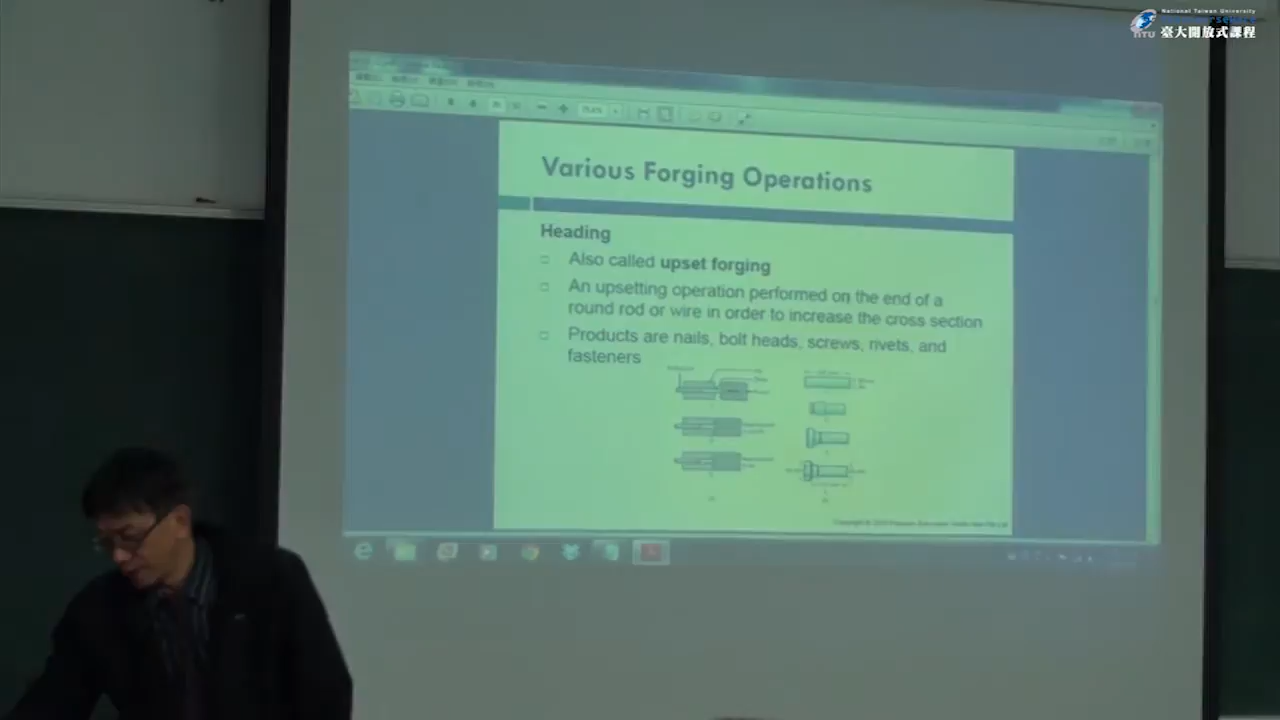 National Taiwan University
臺大開放式課程
NTU
Various Forging Operations
Heading
Also called upset forging
An upsetting operation performed on the end of a
round rod or wire in order to increase the cross section
Products are nails, bolt heads, screws, rivets, and
fasteners